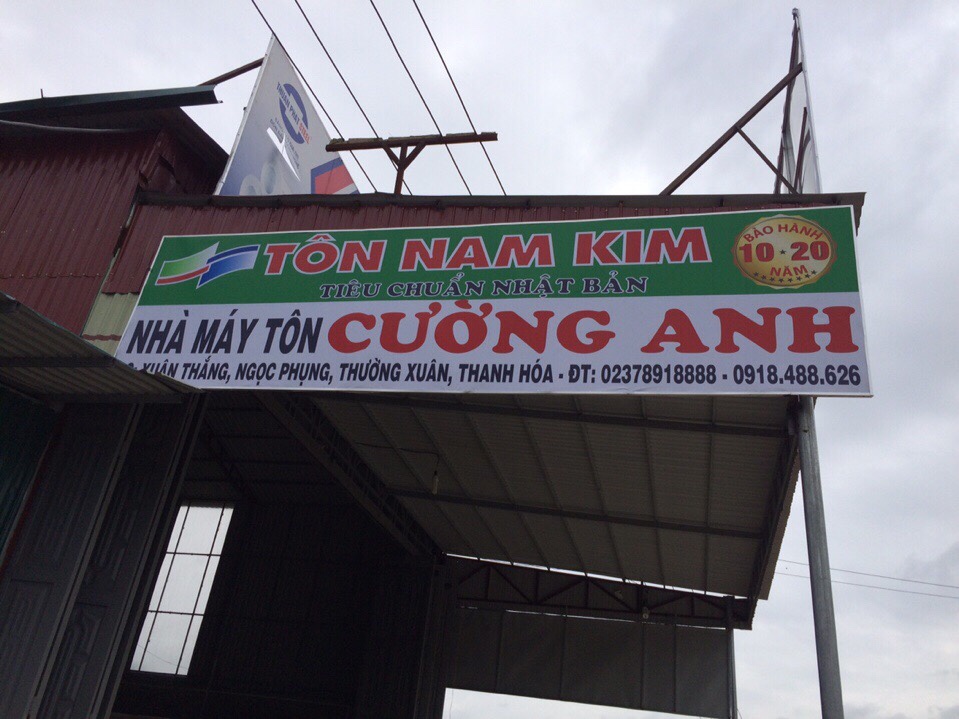 TÔN NAM KIM
TIÊU CHUẨN NHẬT BẢN
BẢO HÀNH
10 20
NĂM
NHÀ MÁY TÔN CƯỜNG ANH
XUÂN THẮNG, NGỌC PHỤNG, THƯỜNG XUÂN, THANH HÓA - ĐT: 02378918888 - 0918.488.626